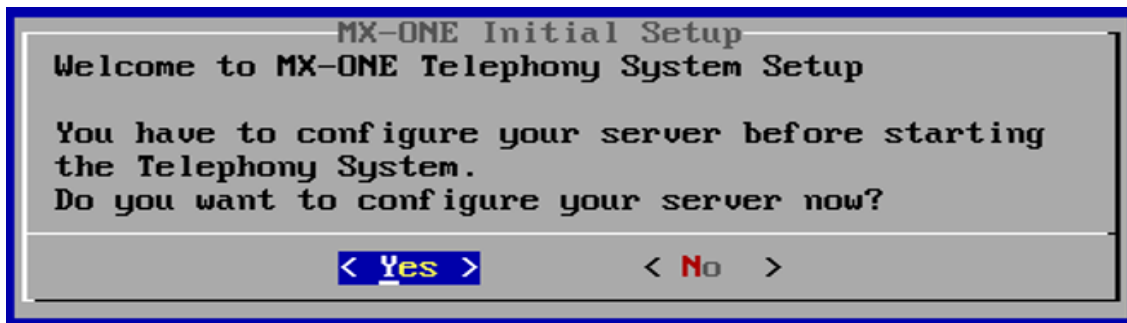 MX-ONE Initial Setup
Welcome to MX-ONE Telephony System Setup
You have to configure your server before starting
the Telephony System.
Do you want to configure your server now?
< Yes > < No >